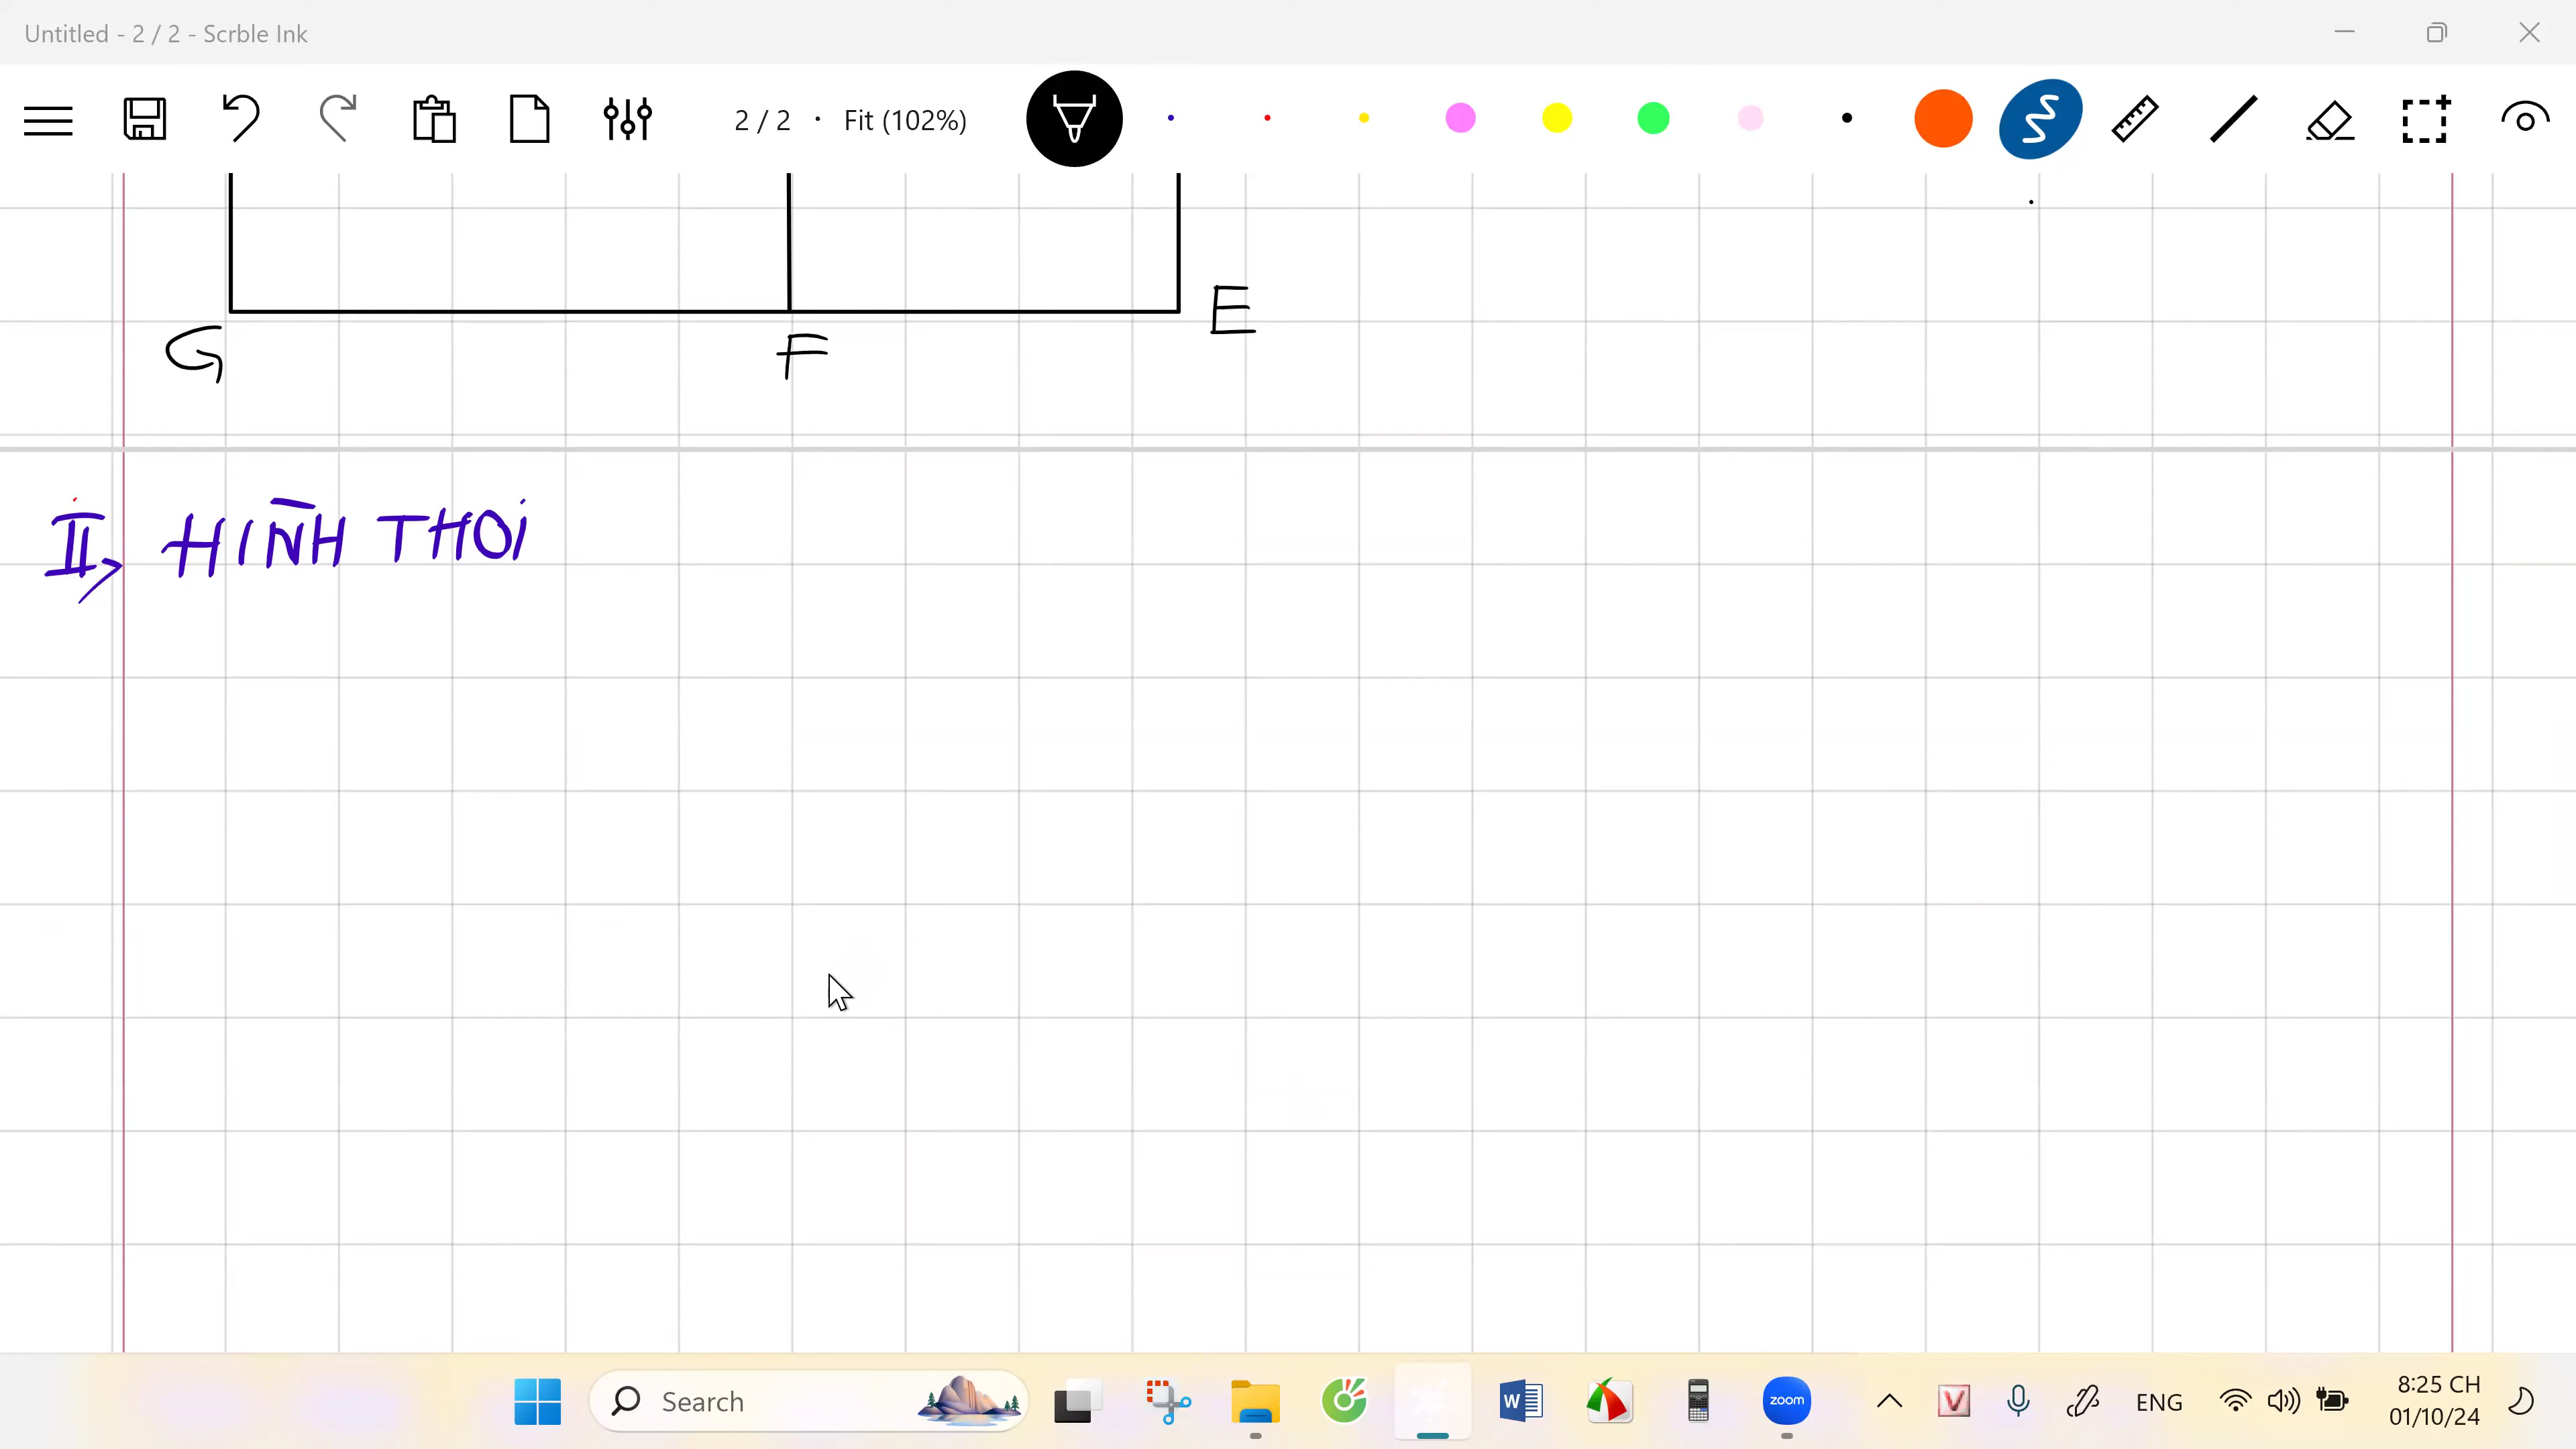 Untitled - 2 / 2 - Scrble Ink
2 / 2 · Fit (102%)
E
G F
II, HÌNH THOI
Search
ENG
8:25 CH
01/10/24
zoom
W
V